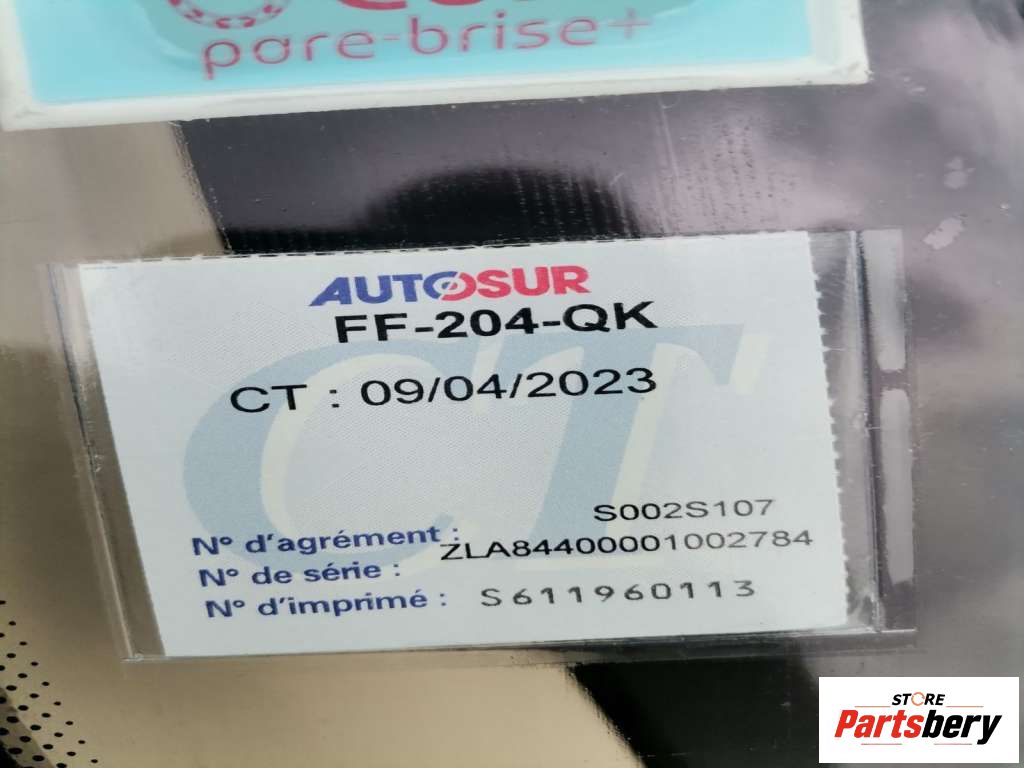 pare-brise+
AUTOSUR
FF-204-QK
CT : 09/04/2023
CT
N° d'agrément : S002S107
N° de série : ZLA84400001002784
N° d'imprimé : S611960113
STORE
Partsbery